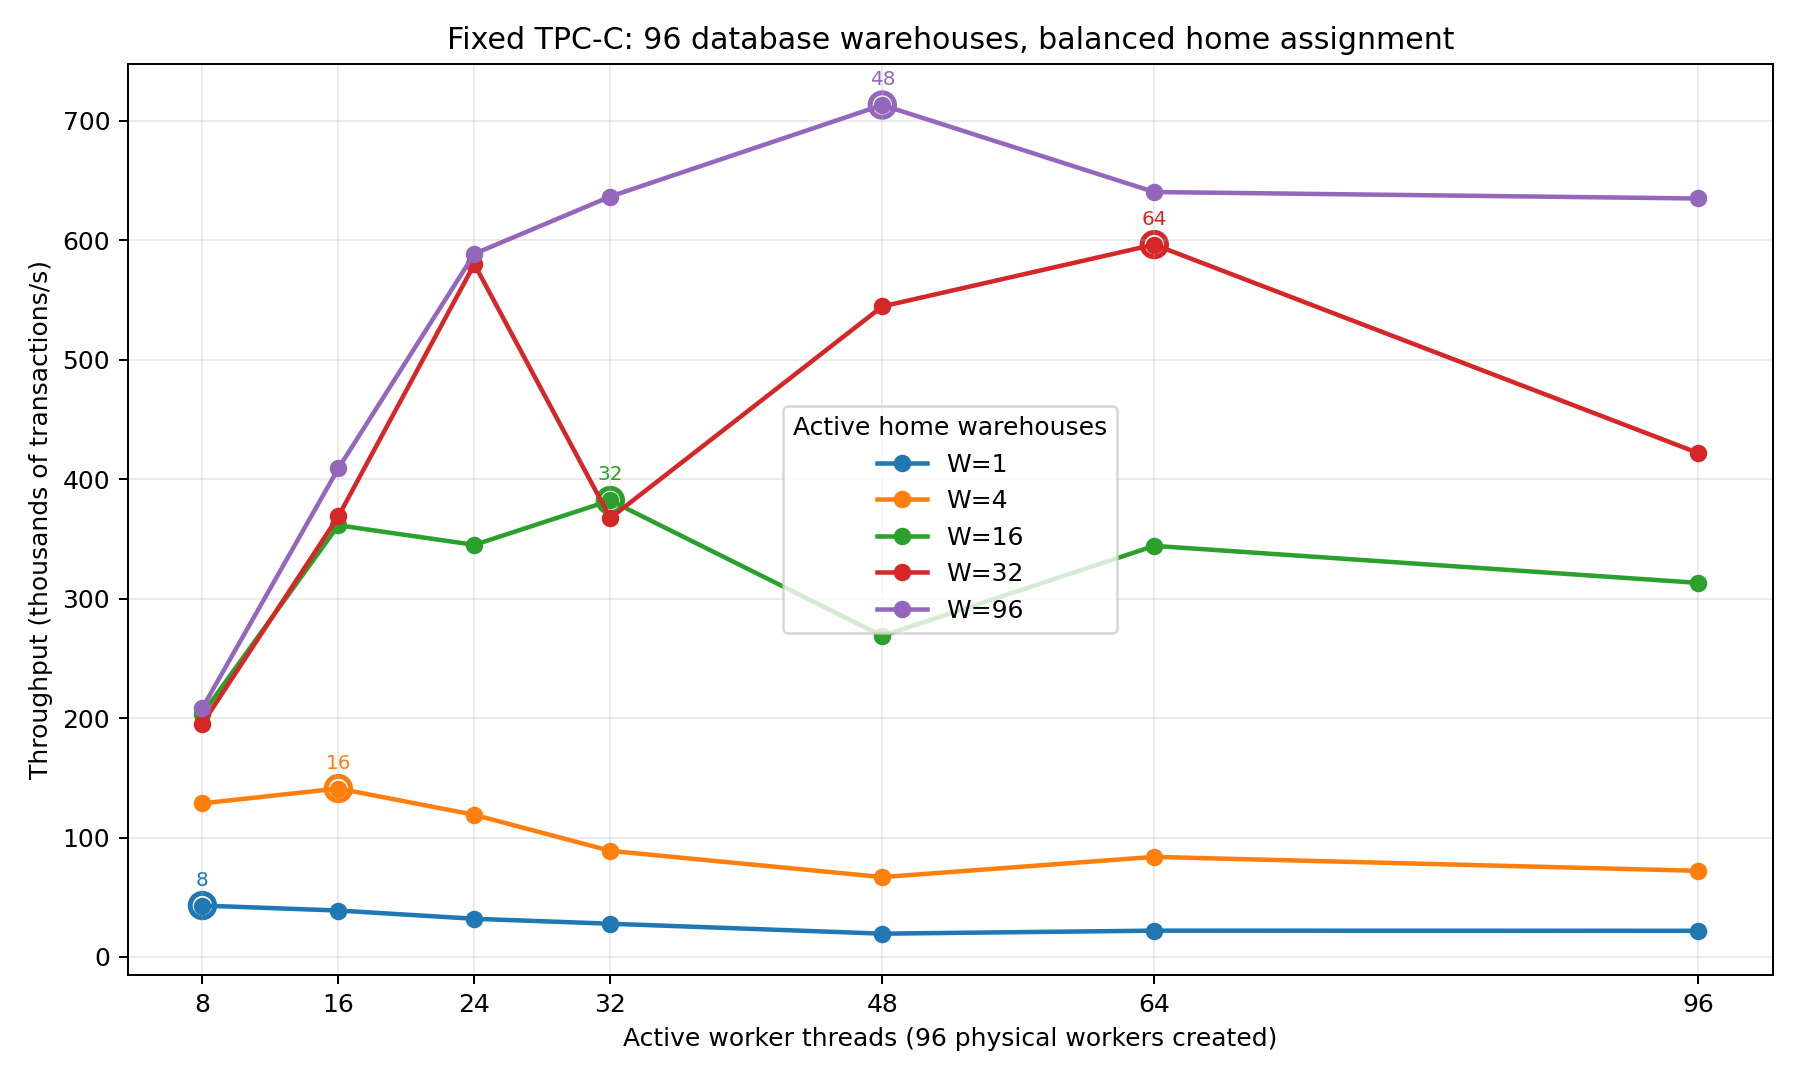 Fixed TPC-C: 96 database warehouses, balanced home assignment
Throughput (thousands of transactions/s)
700
600
500
400
300
200
100
0
48
64
32
16
8
Active home warehouses
W=1
W=4
W=16
W=32
W=96
8
16
24
32
48
64
96
Active worker threads (96 physical workers created)